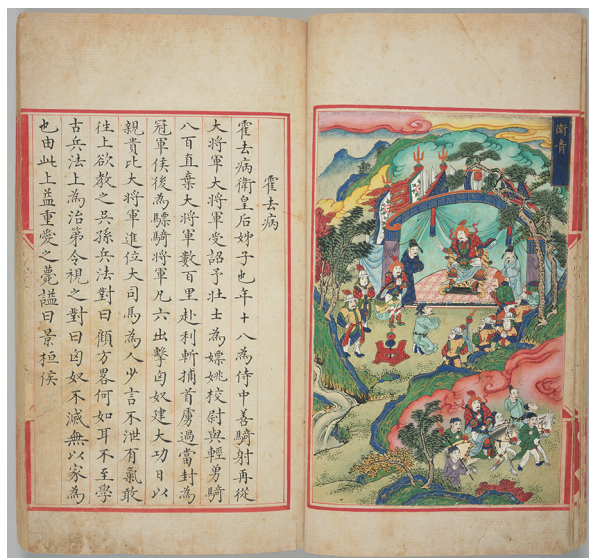 衛青
霍去病
霍去病衛皇后姊子也年十八為侍中善騎射再從
大將軍大將軍受詔予壯士為嫖姚校尉與輕勇騎
八百直棄大將軍數百里赴利斬捕首虜過當封為
冠軍侯後為驃騎將軍凡六出擊匈奴建大功日以
親貴比大將軍進位大司馬為人少言不泄有氣敢
往上欲教之吳孫兵法對曰顧方畧何如耳不至學
古兵法上為治第令視之對曰匈奴不滅無以家為
也由此上益重愛之薨諡曰景桓侯